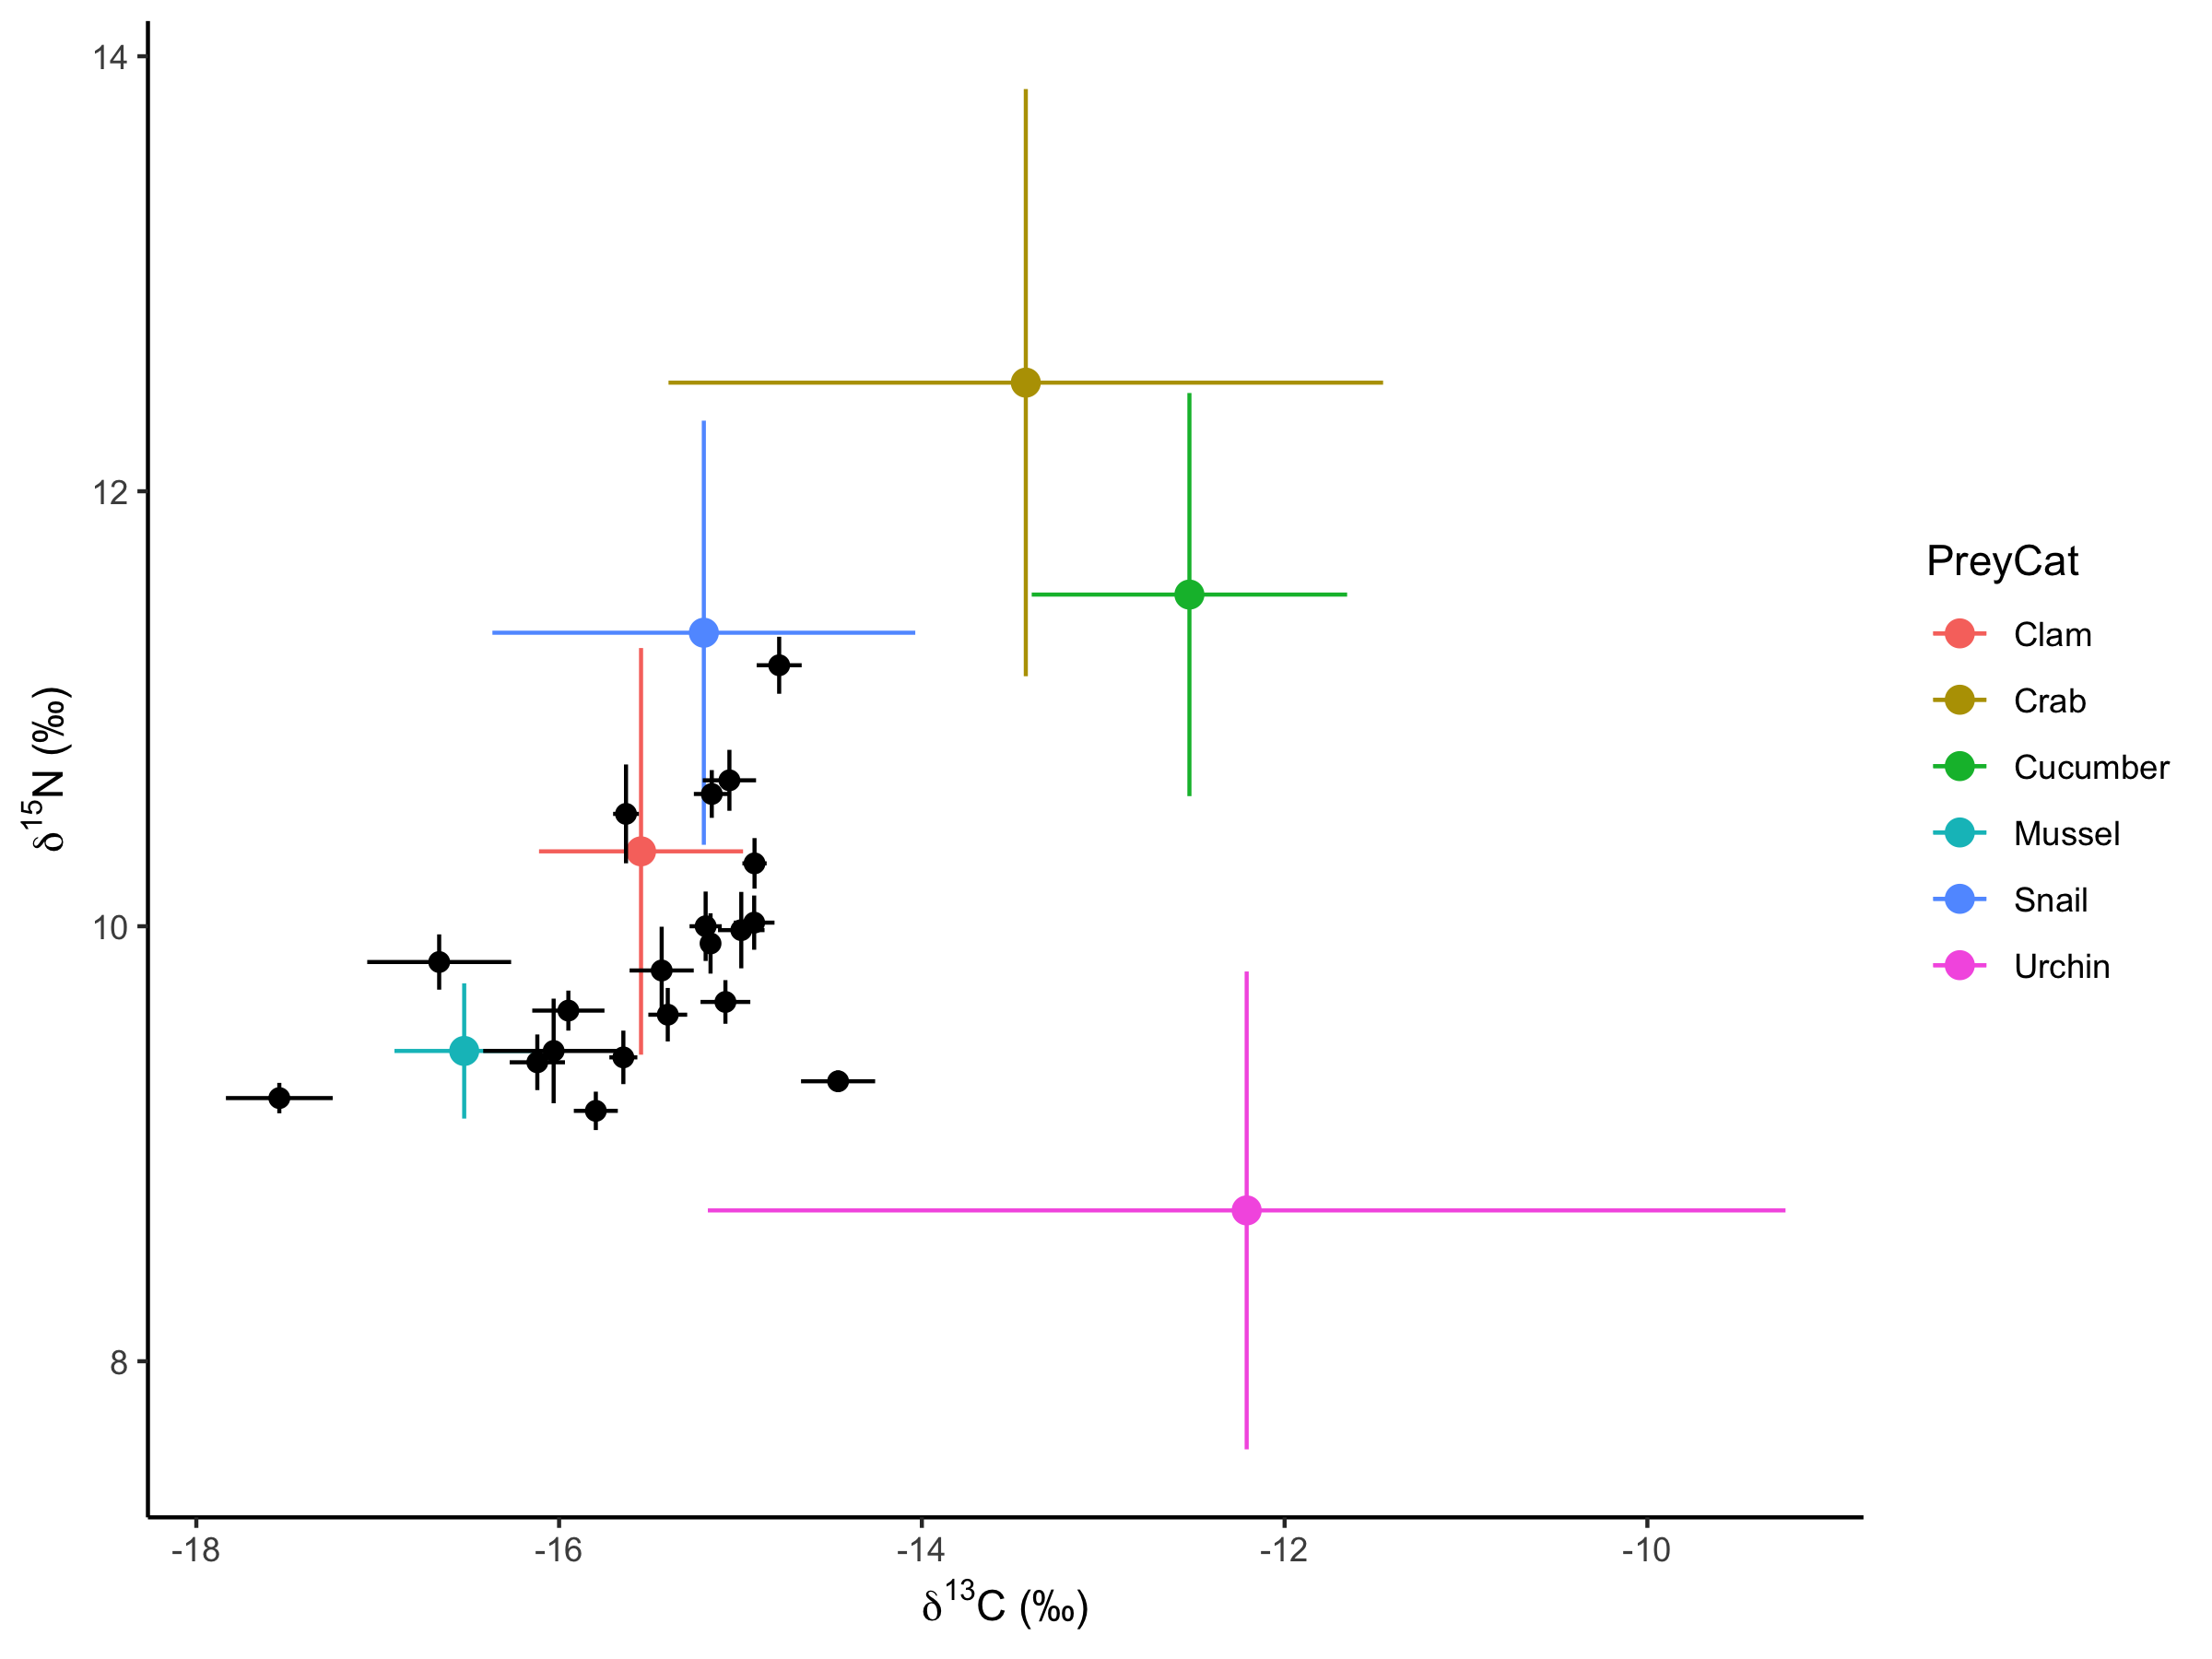 14
12
10
8
δ15N (‰)
-18
-16
-14
-12
-10
δ13C (‰)
PreyCat
Clam
Crab
Cucumber
Mussel
Snail
Urchin